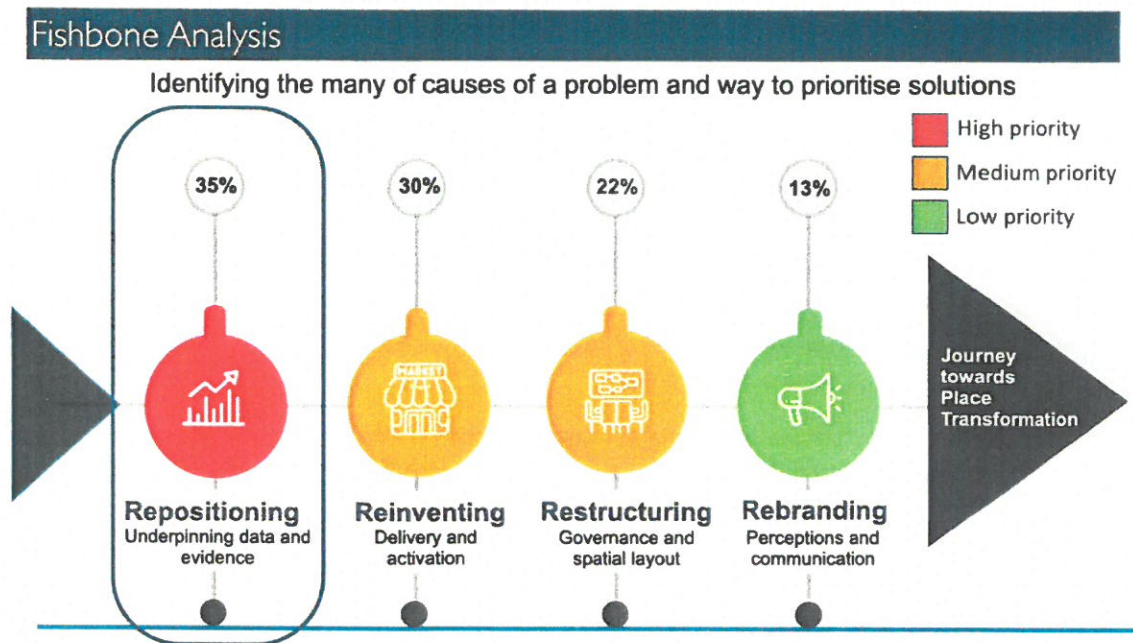 Fishbone Analysis
Identifying the many of causes of a problem and way to prioritise solutions
High priority
Medium priority
Low priority
35%
30%
22%
13%
MARKET
Journey
towards
Place
Transformation
Repositioning
Underpinning data and
evidence
Reinventing
Delivery and
activation
Restructuring
Governance and
spatial layout
Rebranding
Perceptions and
communication